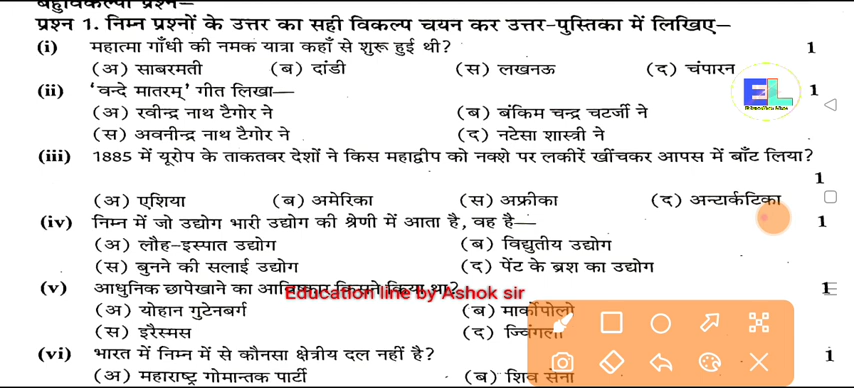 बहुविकल्पी प्रश्न—
प्रश्न 1. निम्न प्रश्नों के उत्तर का सही विकल्प चयन कर उत्तर-पुस्तिका में लिखिए—
(i) महात्मा गाँधी की नमक यात्रा कहाँ से शुरू हुई थी? 1
(अ) साबरमती (ब) दांडी (स) लखनऊ (द) चंपारन
(ii) 'वन्दे मातरम्' गीत लिखा— 1
(अ) रवीन्द्र नाथ टैगोर ने (ब) बंकिम चन्द्र चटर्जी ने
(स) अवनीन्द्र नाथ टैगोर ने (द) नटेसा शास्त्री ने
EL
(iii) 1885 में यूरोप के ताकतवर देशों ने किस महाद्वीप को नक्शे पर लकीरें खींचकर आपस में बाँट लिया?
1
(अ) एशिया (ब) अमेरिका (स) अफ्रीका (द) अन्टार्कटिका
(iv) निम्न में जो उद्योग भारी उद्योग की श्रेणी में आता है, वह है— 1
(अ) लौह-इस्पात उद्योग (ब) विद्युतीय उद्योग
(स) बुनने की सलाई उद्योग (द) पेंट के ब्रश का उद्योग
(v) आधुनिक छापेखाने का आविष्कार किसने किया था? 1
Education line by Ashok sir
(अ) योहान गुटेनबर्ग (ब) मार्कोपोलो
(स) इरैस्मस (द) ज्विंगली
(vi) भारत में निम्न में से कौनसा क्षेत्रीय दल नहीं है? 1
(अ) महाराष्ट्र गोमान्तक पार्टी (ब) शिव सेना